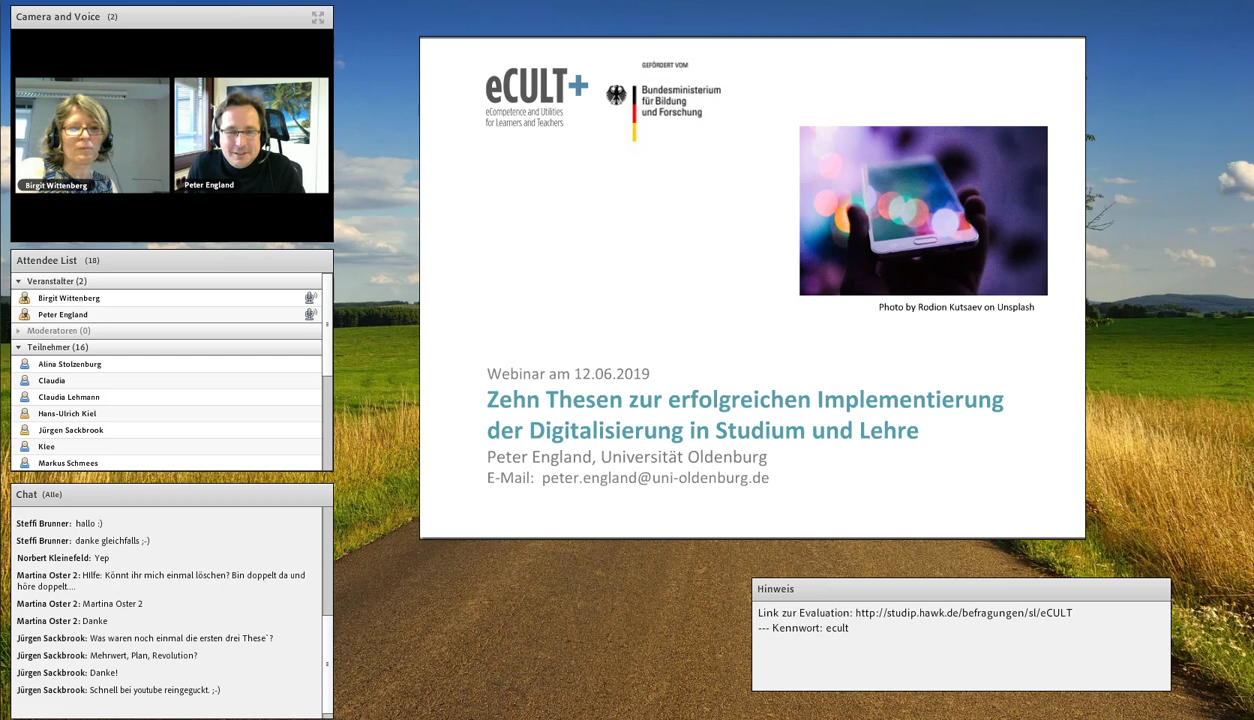 Camera and Voice (2)
Birgit Wittenberg
Peter England
Attendee List (18)
Veranstalter (2)
Birgit Wittenberg
Peter England
Moderatoren (0)
Teilnehmer (16)
Alina Stolzenburg
Claudia
Claudia Lehmann
Hans-Ulrich Kiel
Jürgen Sackbrook
Klee
Markus Schmees
Chat (Alle)
Steffi Brunner: hallo :)
Steffi Brunner: danke gleichfalls ;-)
Norbert Kleinefeld: Yep
Martina Oster 2: HIlfe: Könnt ihr mich einmal löschen? Bin doppelt da und
höre doppelt....
Martina Oster 2: Martina Oster 2
Martina Oster 2: Danke
Jürgen Sackbrook: Was waren noch einmal die ersten drei These`?
Jürgen Sackbrook: Mehrwert, Plan, Revolution?
Jürgen Sackbrook: Danke!
Jürgen Sackbrook: Schnell bei youtube reingeguckt. ;-)
eCULT+
eCompetence and Utilities
for Learners and Teachers
GEFÖRDERT VOM
Bundesministerium
für Bildung
und Forschung
Photo by Rodion Kutsaev on Unsplash
Webinar am 12.06.2019
Zehn Thesen zur erfolgreichen Implementierung
der Digitalisierung in Studium und Lehre
Peter England, Universität Oldenburg
E-Mail: peter.england@uni-oldenburg.de
Hinweis
Link zur Evaluation: http://studip.hawk.de/befragungen/sl/eCULT
--- Kennwort: ecult